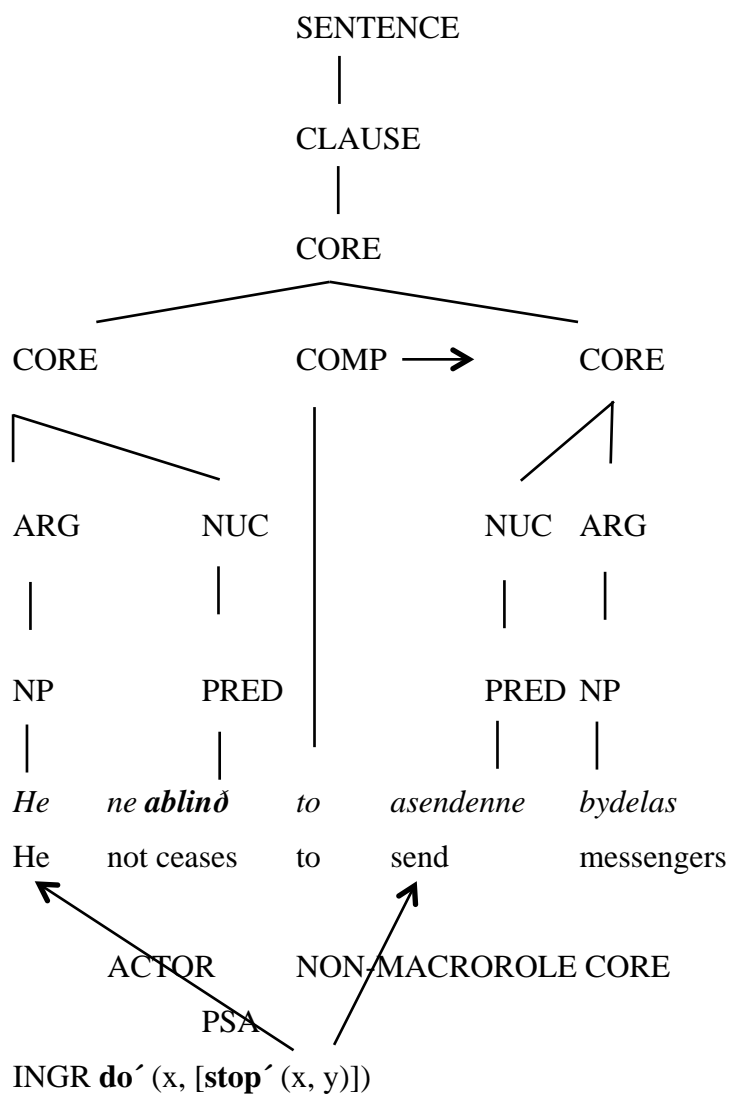 SENTENCE
CLAUSE
CORE
CORE COMP CORE
ARG NUC NUC ARG
NP PRED PRED NP
He ne ablinð to asendenne bydelas
He not ceases to send messengers
ACTOR NON-MACROROLE CORE
PSA
INGR do´ (x, [stop´ (x, y)])